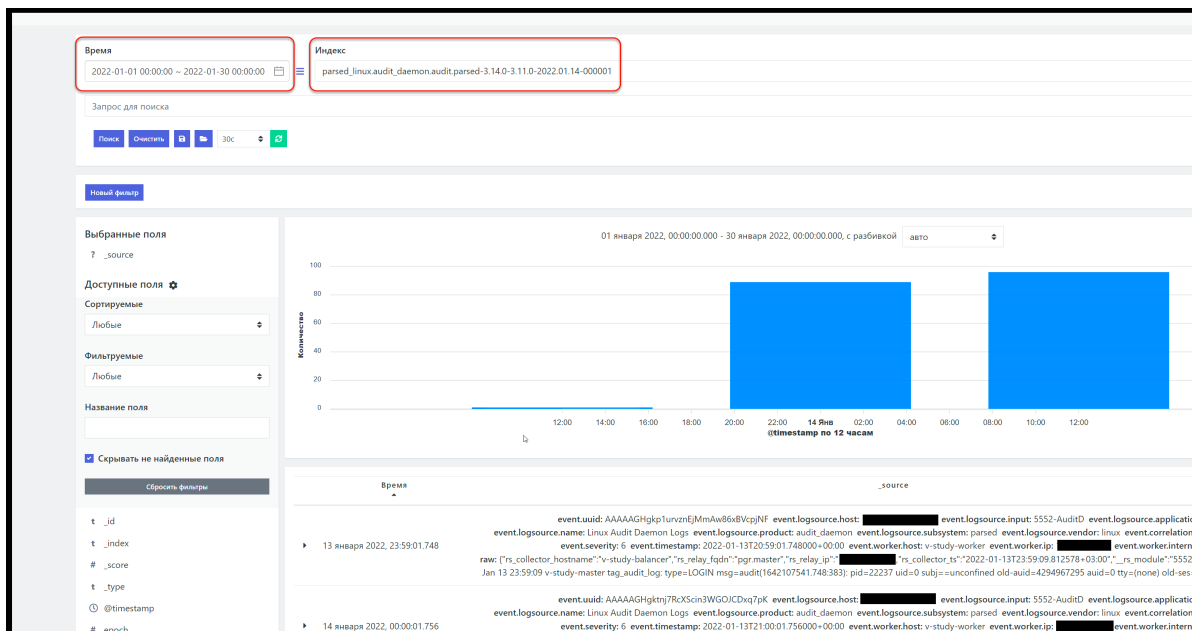 Время
2022-01-01 00:00:00 ~ 2022-01-30 00:00:00
Индекс
parsed_linux.audit_daemon.audit.parsed-3.14.0-3.11.0-2022.01.14-000001
Запрос для поиска
Поиск Очистить 30с
Новый фильтр
Выбранные поля
? _source
Доступные поля
Сортируемые
Любые
Фильтруемые
Любые
Название поля
Скрывать не найденные поля
Сбросить фильтры
t _id
t _index
# _score
t _type
@timestamp
# epoch
01 января 2022, 00:00:00.000 - 30 января 2022, 00:00:00.000, с разбивкой авто
Количество
100
80
60
40
20
0
12:00 14:00 16:00 18:00 20:00 22:00 14 Янв 02:00 04:00 06:00 08:00 10:00 12:00
@timestamp по 12 часам
Время _source
13 января 2022, 23:59:01.748
event.uuid: AAAAAGHgkp1urvznEjMmAw86xBVcpjNF event.logsource.host: event.logsource.input: 5552-AuditD event.logsource.applicatio
event.logsource.name: Linux Audit Daemon Logs event.logsource.product: audit_daemon event.logsource.subsystem: parsed event.logsource.vendor: linux event.correlation
event.severity: 6 event.timestamp: 2022-01-13T20:59:01.748000+00:00 event.worker.host: v-study-worker event.worker.ip: event.worker.intern
raw: {"rs_collector_hostname":"v-study-balancer","rs_relay_fqdn":"pgr.master","rs_relay_ip":" ","rs_collector_ts":"2022-01-13T23:59:09.812578+03:00","__rs_module":"5552
Jan 13 23:59:09 v-study-master tag_audit_log: type=LOGIN msg=audit(1642107541.748:383): pid=22237 uid=0 subj==unconfined old-auid=4294967295 auid=0 tty=(none) old-ses=
14 января 2022, 00:00:01.756
event.uuid: AAAAAGHgktnj7RcXScin3WGOJCDxq7pK event.logsource.host: event.logsource.input: 5552-AuditD event.logsource.applicatio
event.logsource.name: Linux Audit Daemon Logs event.logsource.product: audit_daemon event.logsource.subsystem: parsed event.logsource.vendor: linux event.correlation
event.severity: 6 event.timestamp: 2022-01-13T21:00:01.756000+00:00 event.worker.host: v-study-worker event.worker.ip: event.worker.intern